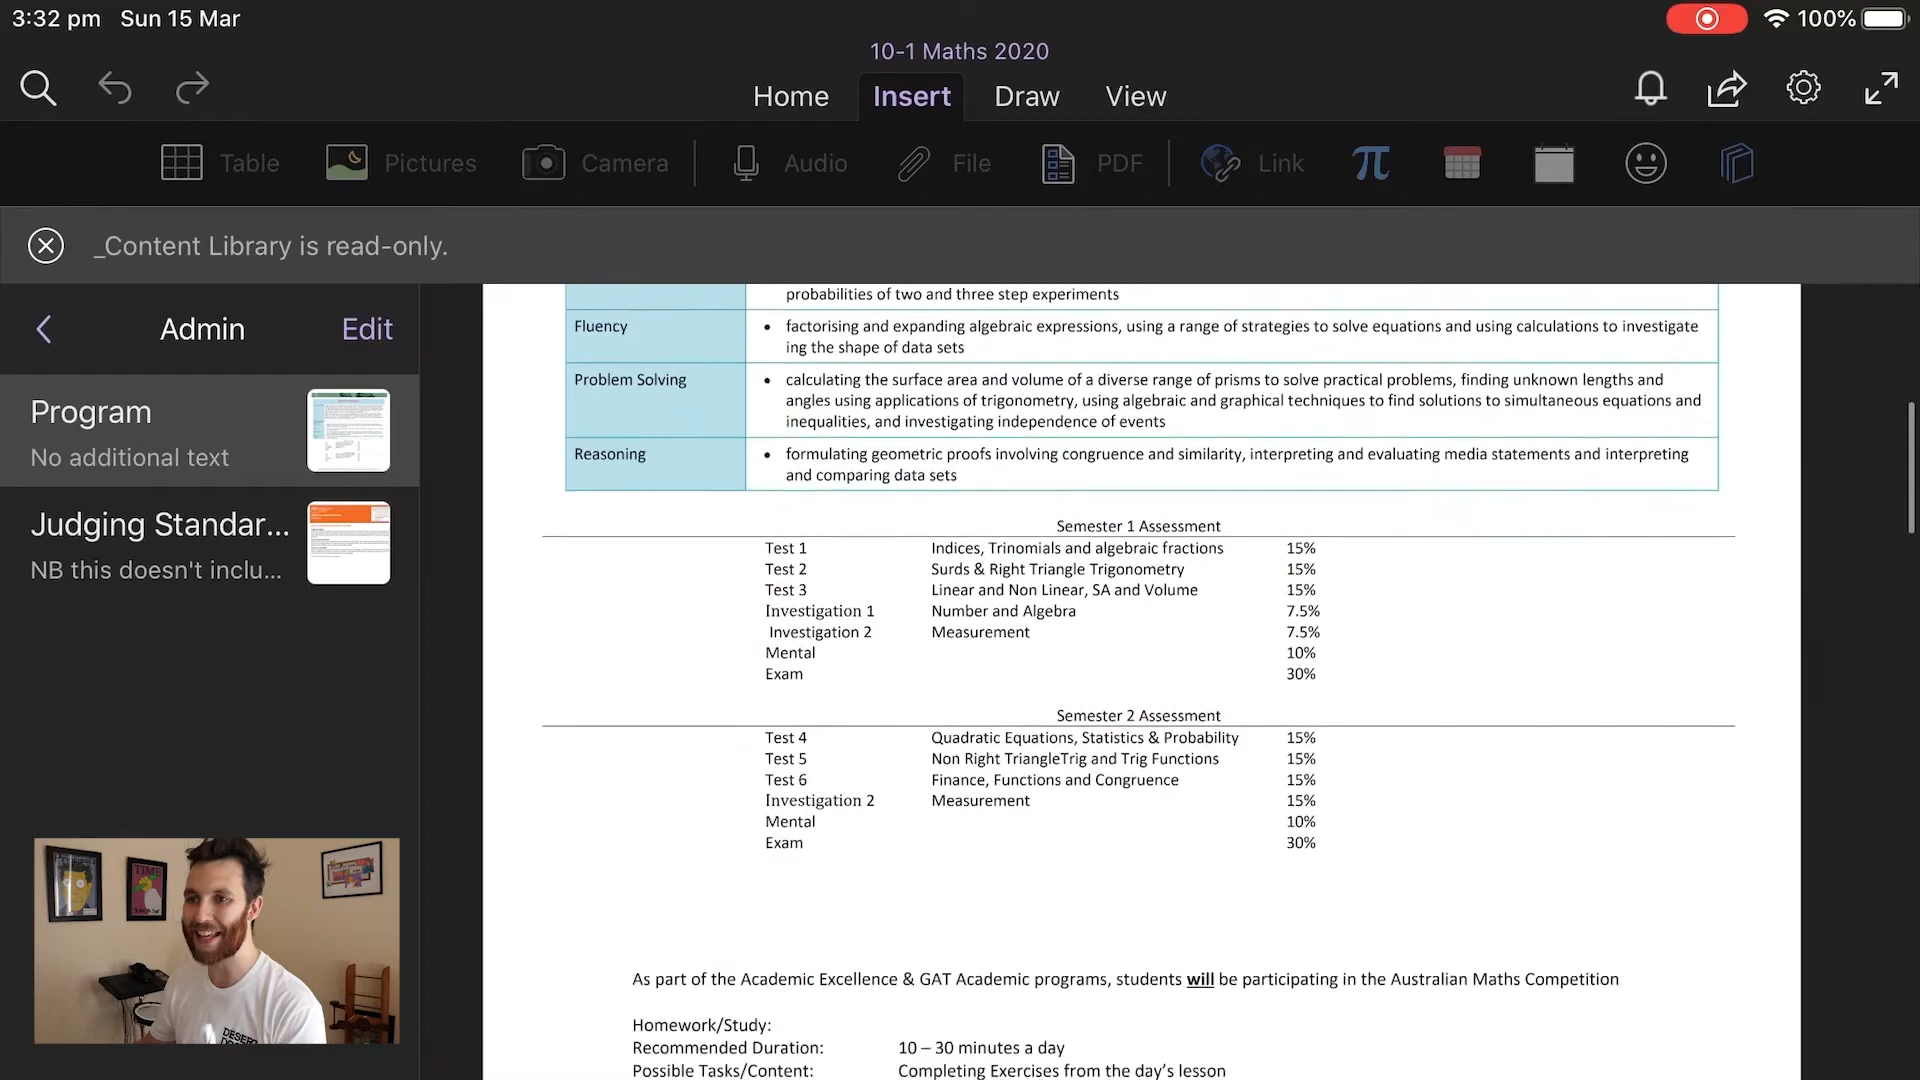 3:32 pm Sun 15 Mar
100%
10-1 Maths 2020
Home Insert Draw View
Table Pictures Camera Audio File PDF Link
_Content Library is read-only.
Admin Edit
Program
No additional text
Judging Standar...
NB this doesn't inclu...
probabilities of two and three step experiments
Fluency • factorising and expanding algebraic expressions, using a range of strategies to solve equations and using calculations to investigate
ing the shape of data sets
Problem Solving • calculating the surface area and volume of a diverse range of prisms to solve practical problems, finding unknown lengths and
angles using applications of trigonometry, using algebraic and graphical techniques to find solutions to simultaneous equations and
inequalities, and investigating independence of events
Reasoning • formulating geometric proofs involving congruence and similarity, interpreting and evaluating media statements and interpreting
and comparing data sets
Semester 1 Assessment
Test 1 Indices, Trinomials and algebraic fractions 15%
Test 2 Surds & Right Triangle Trigonometry 15%
Test 3 Linear and Non Linear, SA and Volume 15%
Investigation 1 Number and Algebra 7.5%
Investigation 2 Measurement 7.5%
Mental 10%
Exam 30%
Semester 2 Assessment
Test 4 Quadratic Equations, Statistics & Probability 15%
Test 5 Non Right TriangleTrig and Trig Functions 15%
Test 6 Finance, Functions and Congruence 15%
Investigation 2 Measurement 15%
Mental 10%
Exam 30%
As part of the Academic Excellence & GAT Academic programs, students will be participating in the Australian Maths Competition
Homework/Study:
Recommended Duration: 10 – 30 minutes a day
Possible Tasks/Content: Completing Exercises from the day's lesson
TIME